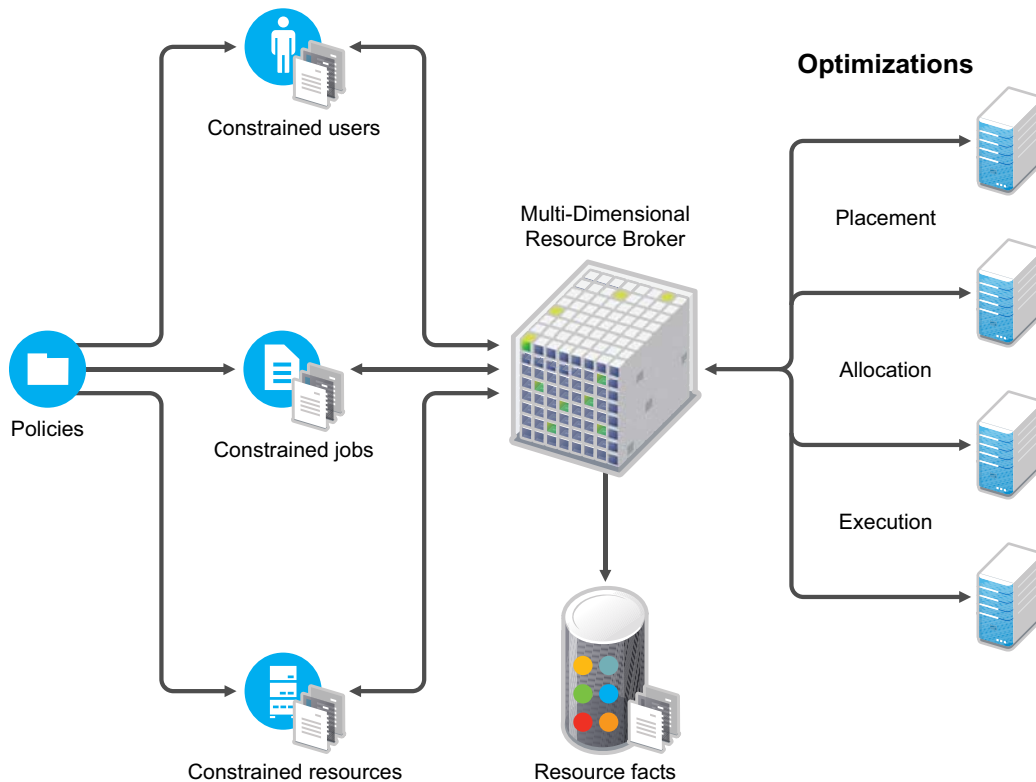 Optimizations
Constrained users
Multi-Dimensional
Resource Broker
Placement
Policies
Constrained jobs
Allocation
Execution
Constrained resources
Resource facts